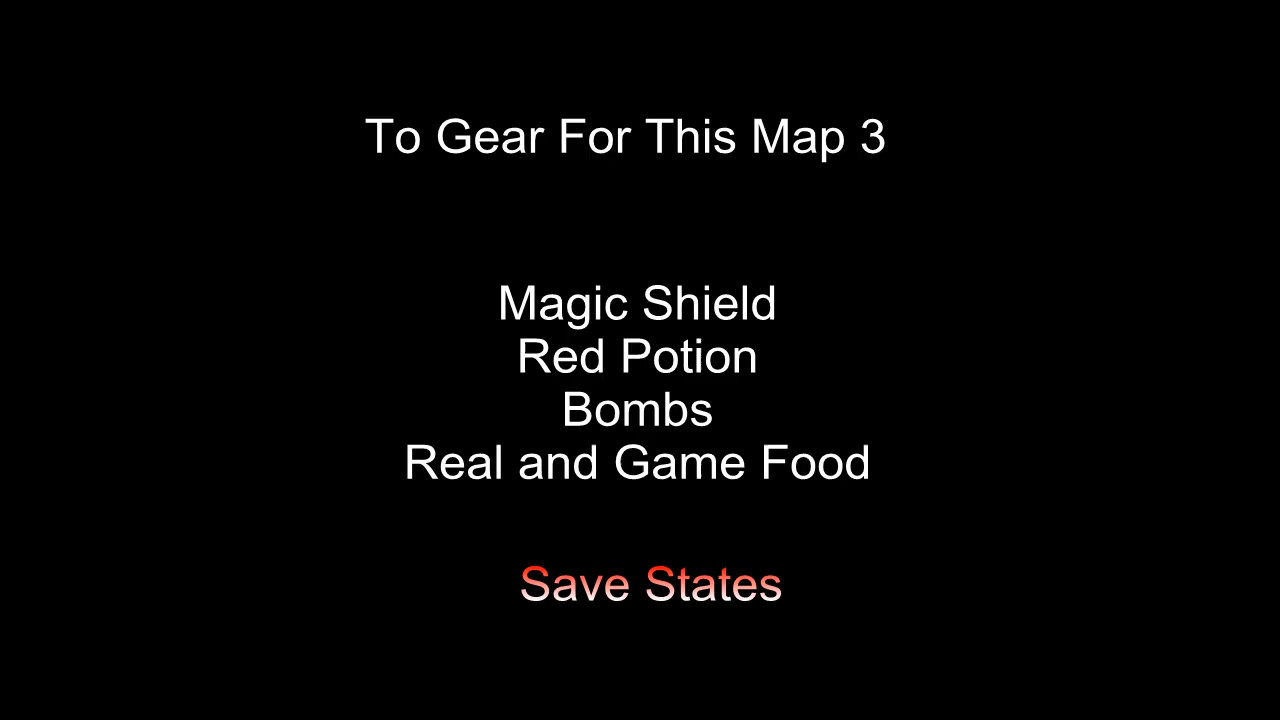 To Gear For This Map 3
Magic Shield
Red Potion
Bombs
Real and Game Food
Save States